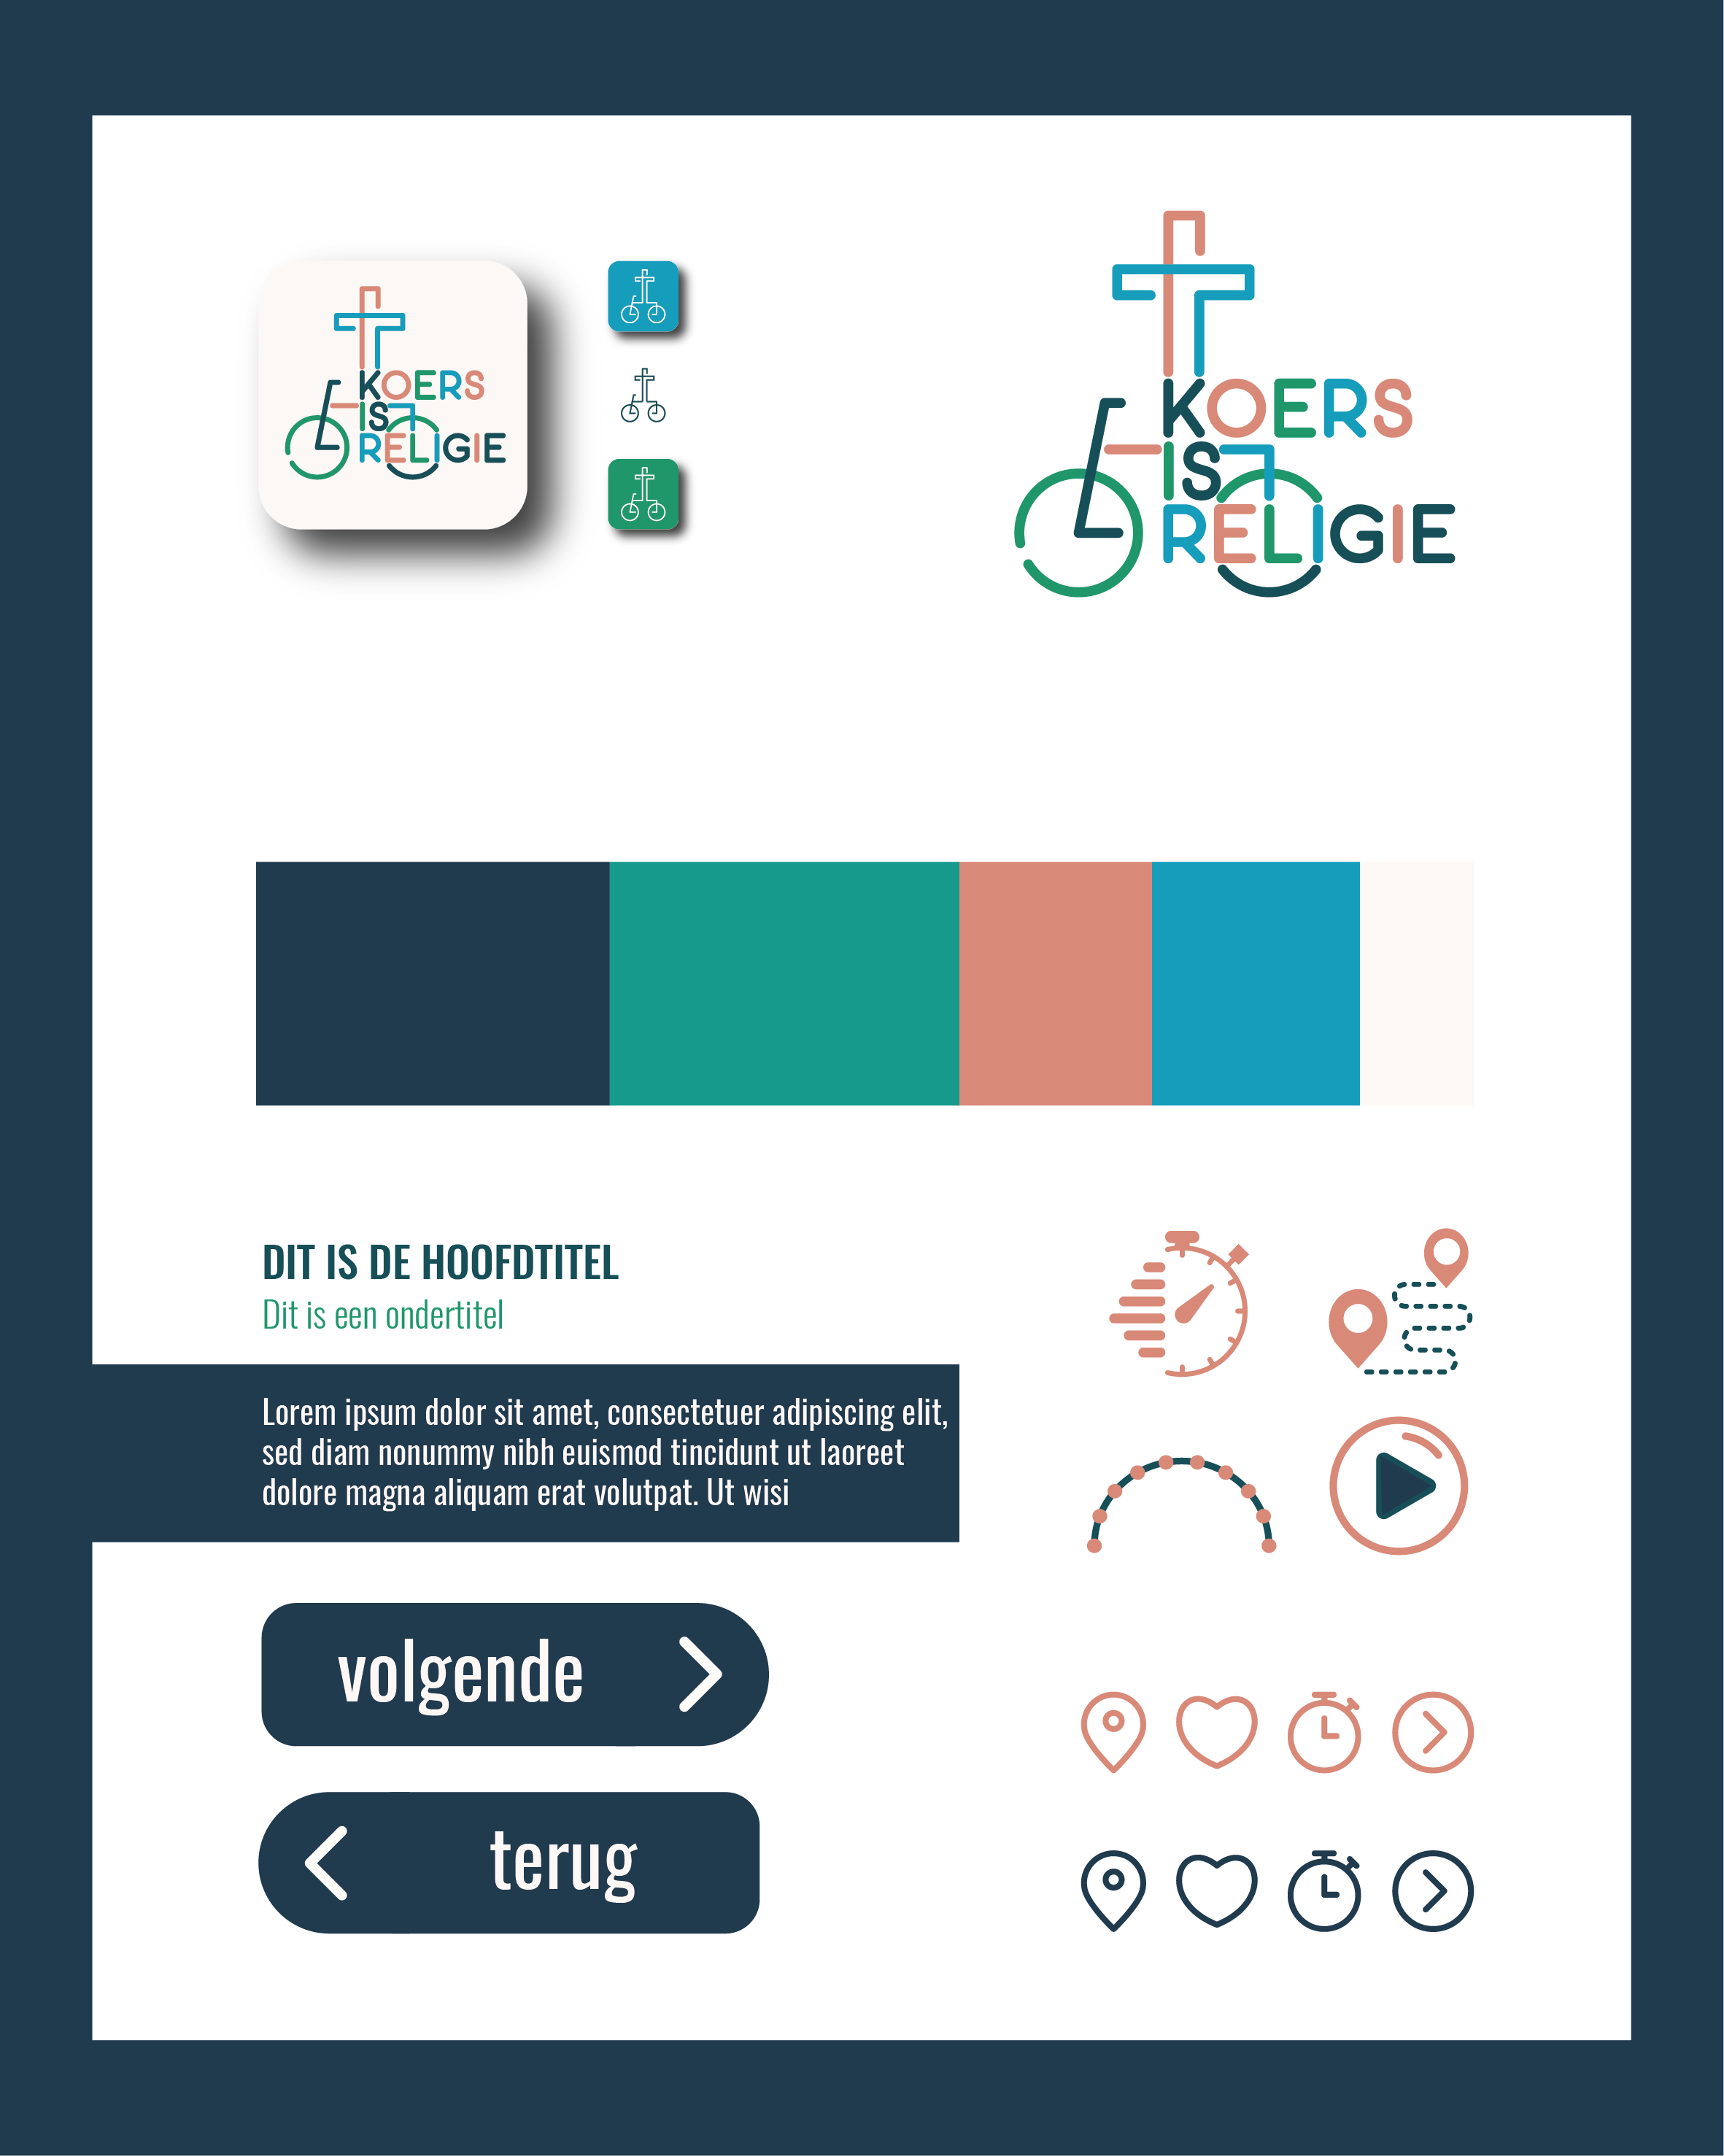 KOERS
IS
RELIGIE
KOERS
IS
RELIGIE
DIT IS DE HOOFDTITEL
Dit is een ondertitel
Lorem ipsum dolor sit amet, consectetuer adipiscing elit,
sed diam nonummy nibh euismod tincidunt ut laoreet
dolore magna aliquam erat volutpat. Ut wisi
volgende
terug